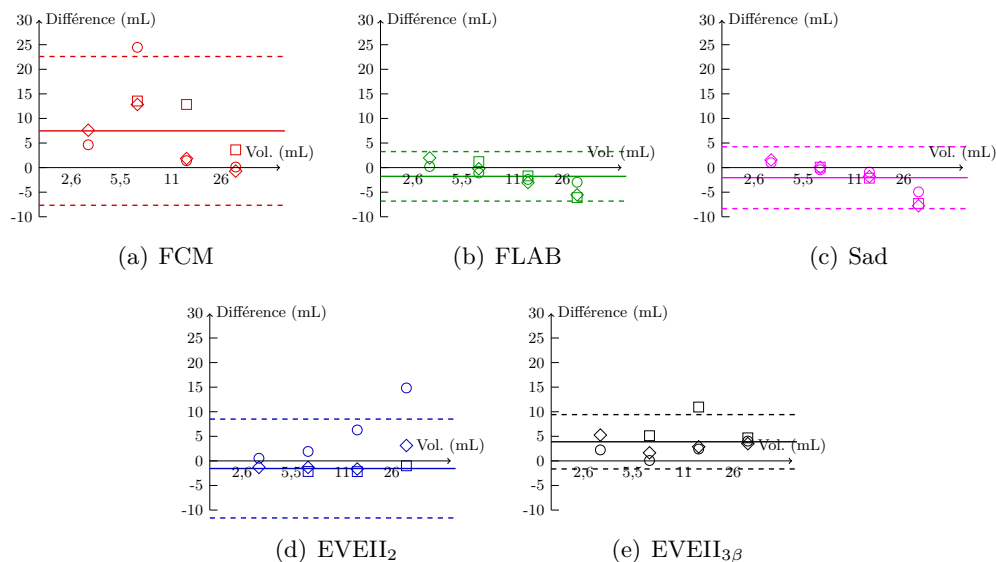 Différence (mL)
30
25
20
15
10
5
0
-5
-10
Vol. (mL)
2,6 5,5 11 26
(a) FCM
Différence (mL)
30
25
20
15
10
5
0
-5
-10
Vol. (mL)
2,6 5,5 11 26
(b) FLAB
Différence (mL)
30
25
20
15
10
5
0
-5
-10
Vol. (mL)
2,6 5,5 11 26
(c) Sad
Différence (mL)
30
25
20
15
10
5
0
-5
-10
Vol. (mL)
2,6 5,5 11 26
(d) EVEII₂
Différence (mL)
30
25
20
15
10
5
0
-5
-10
Vol. (mL)
2,6 5,5 11 26
(e) EVEII₃ᵦ